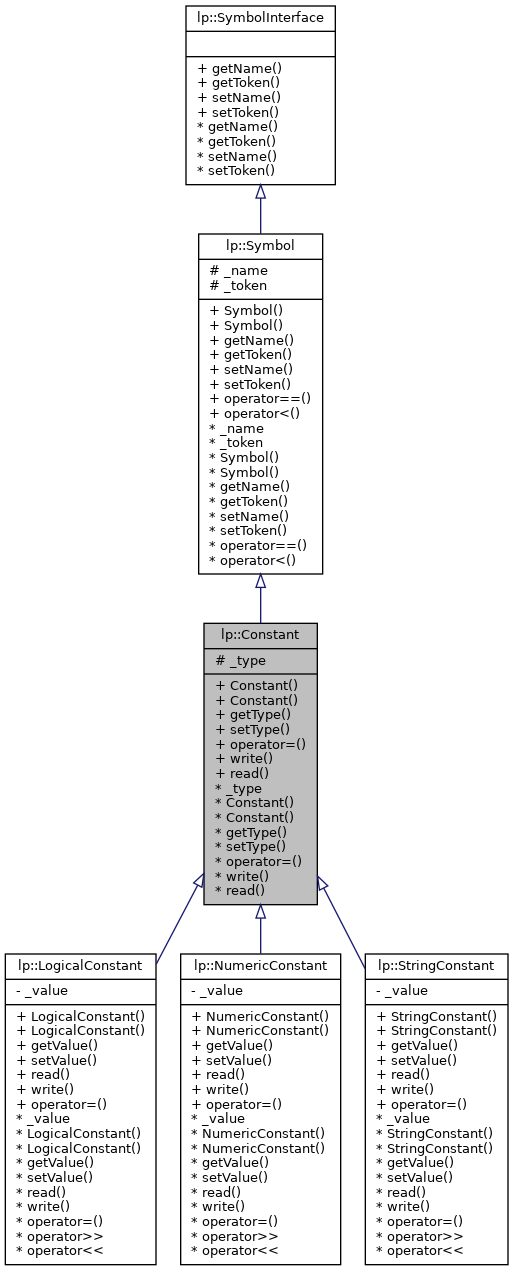 lp::SymbolInterface
+ getName()
+ getToken()
+ setName()
+ setToken()
* getName()
* getToken()
* setName()
* setToken()
lp::Symbol
# _name
# _token
+ Symbol()
+ Symbol()
+ getName()
+ getToken()
+ setName()
+ setToken()
+ operator==()
+ operator<()
* _name
* _token
* Symbol()
* Symbol()
* getName()
* getToken()
* setName()
* setToken()
* operator==()
* operator<()
lp::Constant
# _type
+ Constant()
+ Constant()
+ getType()
+ setType()
+ operator=()
+ write()
+ read()
* _type
* Constant()
* Constant()
* getType()
* setType()
* operator=()
* write()
* read()
lp::LogicalConstant
- _value
+ LogicalConstant()
+ LogicalConstant()
+ getValue()
+ setValue()
+ read()
+ write()
+ operator=()
* _value
* LogicalConstant()
* LogicalConstant()
* getValue()
* setValue()
* read()
* write()
* operator=()
* operator>>
* operator<<
lp::NumericConstant
- _value
+ NumericConstant()
+ NumericConstant()
+ getValue()
+ setValue()
+ read()
+ write()
+ operator=()
* _value
* NumericConstant()
* NumericConstant()
* getValue()
* setValue()
* read()
* write()
* operator=()
* operator>>
* operator<<
lp::StringConstant
- _value
+ StringConstant()
+ StringConstant()
+ getValue()
+ setValue()
+ read()
+ write()
+ operator=()
* _value
* StringConstant()
* StringConstant()
* getValue()
* setValue()
* read()
* write()
* operator=()
* operator>>
* operator<<